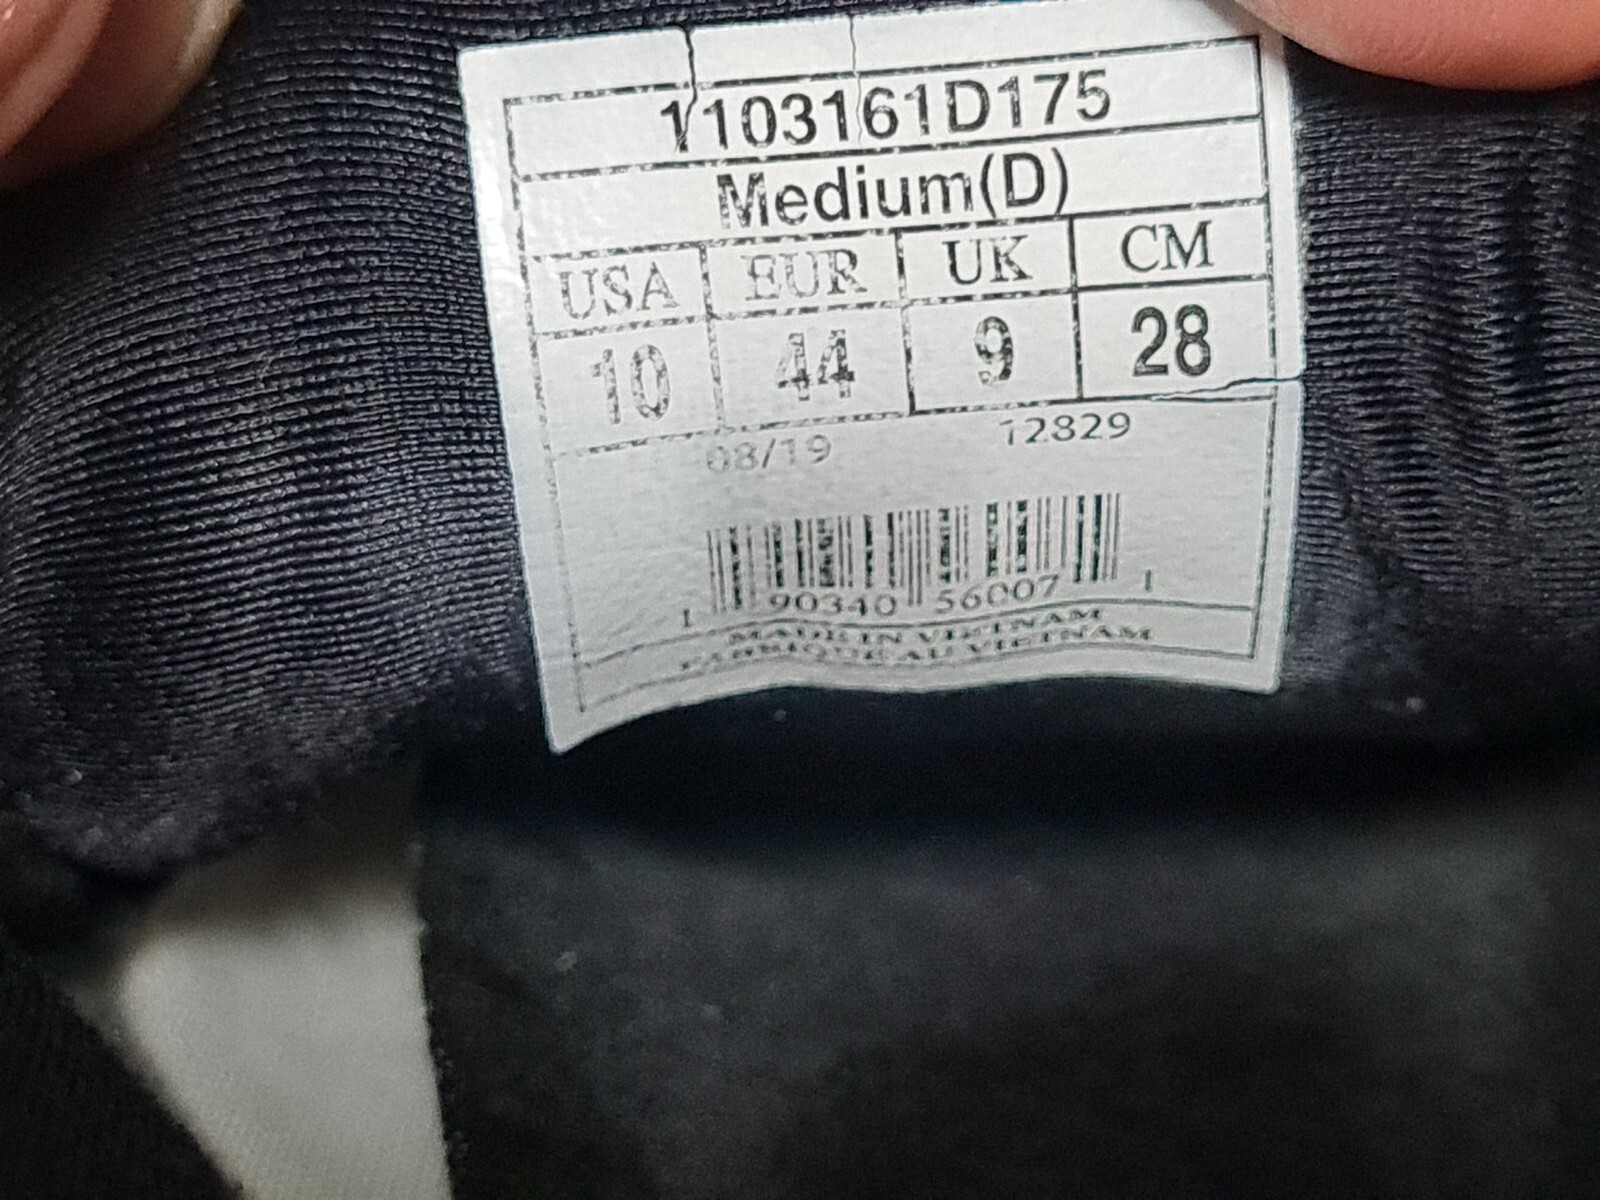 1103161D175
Medium(D)
USA EUR UK CM
10 44 9 28
08/19 12829
1 90340 56007 1
MADE IN VIETNAM
FABRIQUE AU VIETNAM